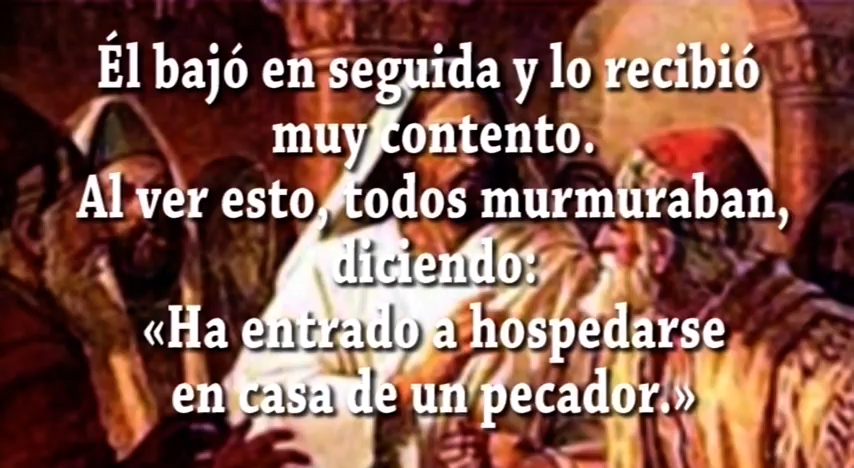 Él bajó en seguida y lo recibió
muy contento.
Al ver esto, todos murmuraban,
diciendo:
«Ha entrado a hospedarse
en casa de un pecador.»